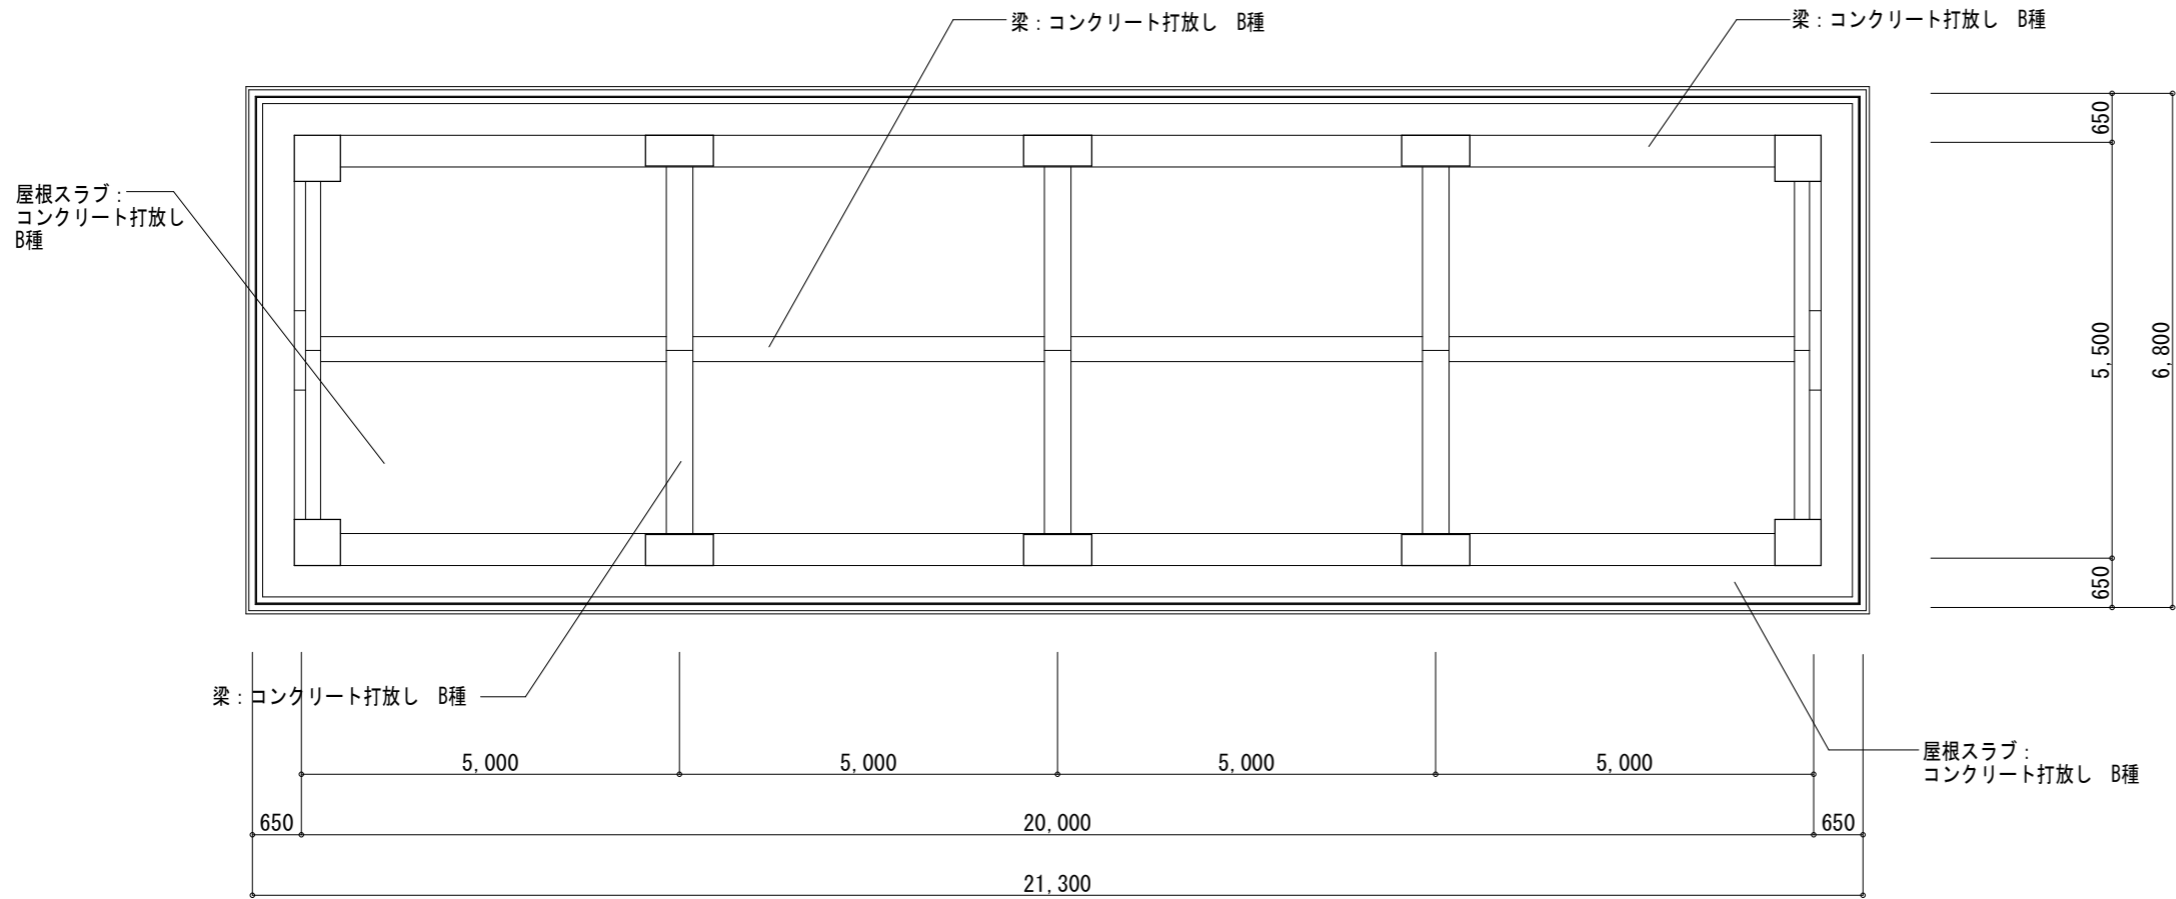 梁：コンクリート打放し　B種
梁：コンクリート打放し　B種
650
屋根スラブ：
コンクリート打放し
B種
5,500
6,800
650
梁：コンクリート打放し　B種
屋根スラブ：
コンクリート打放し　B種
5,000
5,000
5,000
5,000
650
20,000
650
21,300